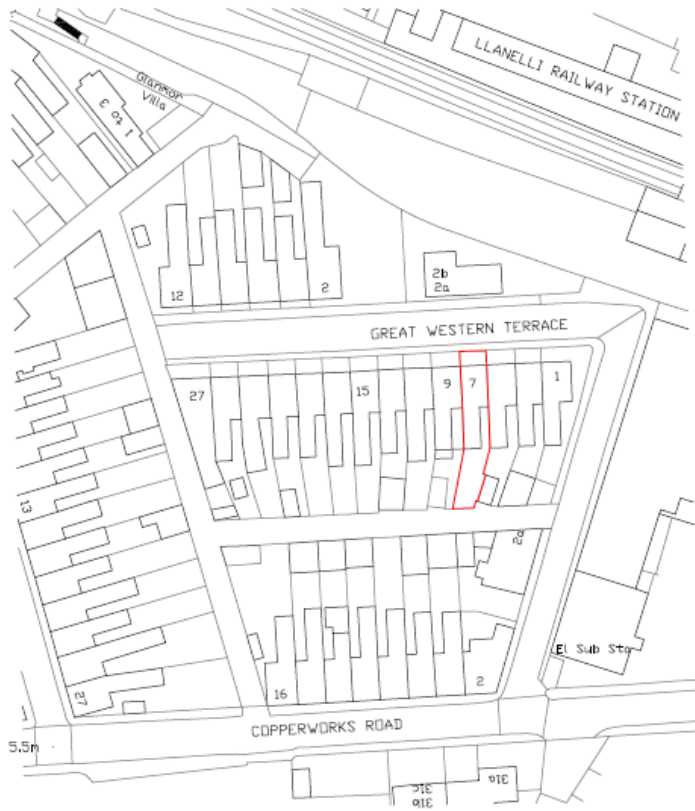 LLANELLI RAILWAY STATION
Glanmor
Villa
1 to 3
12
2
2b
2a
GREAT WESTERN TERRACE
27
15
9
7
1
13
2a
El Sub Sta
27
16
2
COPPERWORKS ROAD
5.5m
31c
31b
31a